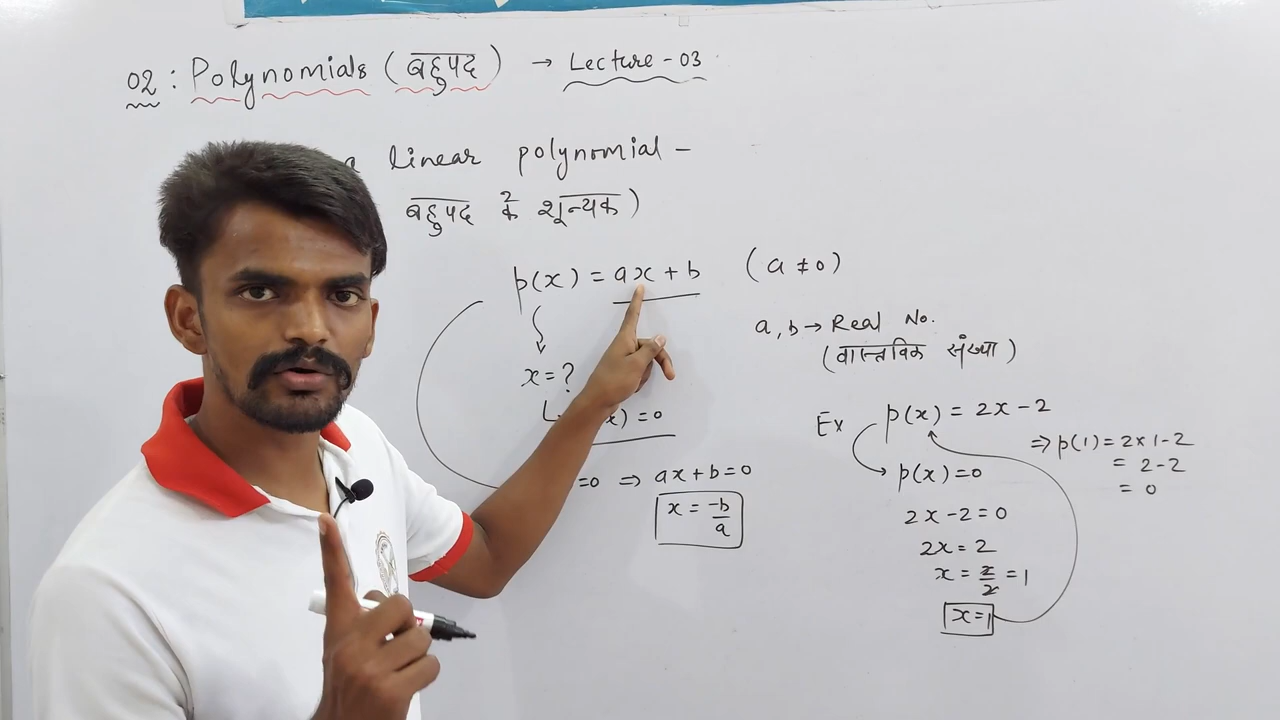 02 : Polynomials (बहुपद) → Lecture - 03
a linear polynomial -
बहुपद के शून्यक)
p(x) = ax + b (a ≠ 0)
a, b → Real No.
(वास्तविक संख्या)
x = ?
x) = 0
=0 ⇒ ax + b = 0
x = -b/a
Ex p(x) = 2x - 2
p(x) = 0
2x - 2 = 0
2x = 2
x = 2/2 = 1
x = 1
⇒ p(1) = 2 × 1 - 2
= 2 - 2
= 0